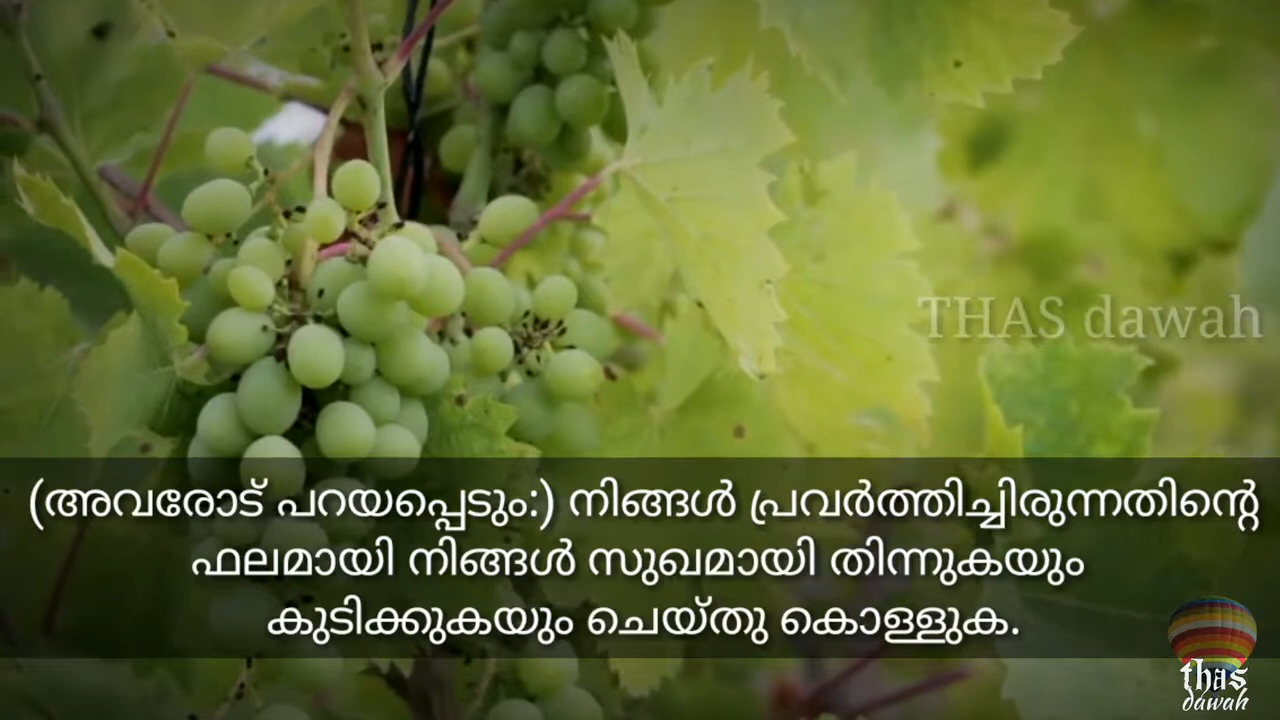 THAS dawah
(അവരോട് പറയപ്പെടും:) നിങ്ങൾ പ്രവർത്തിച്ചിരുന്നതിന്റെ
ഫലമായി നിങ്ങൾ സുഖമായി തിന്നുകയും
കുടിക്കുകയും ചെയ്തു കൊള്ളുക.
thas
dawah